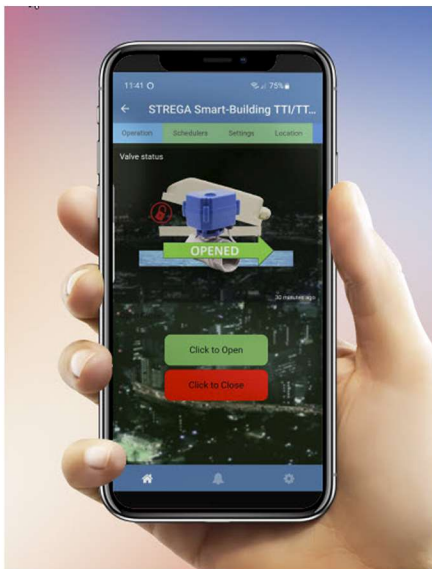 11:41
75%
STREGA Smart-Building TTI/TT...
Operation Schedulers Settings Location
Valve status
OPENED
30 minutes ago
Click to Open
Click to Close